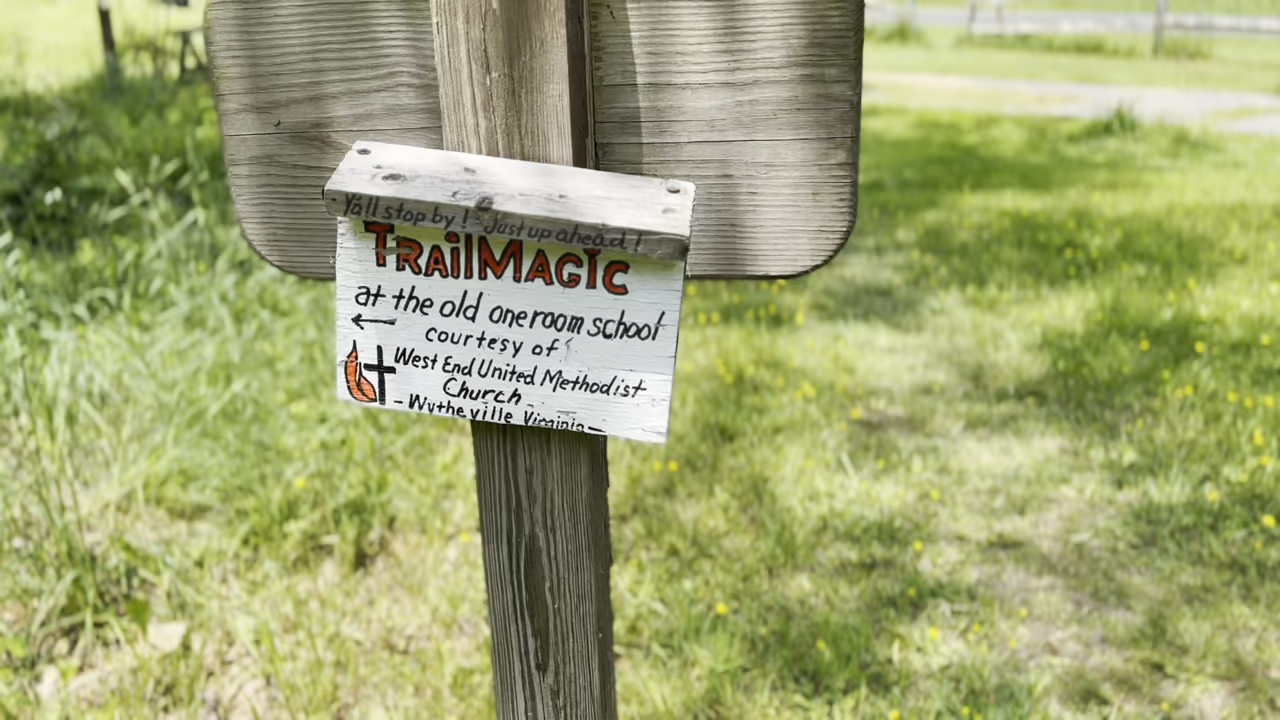 - Y'all stop by! - Just up ahead!
TRAilMAGiC
at the old one room school
←
courtesy of
West End United Methodist
Church
- Wytheville Virginia -